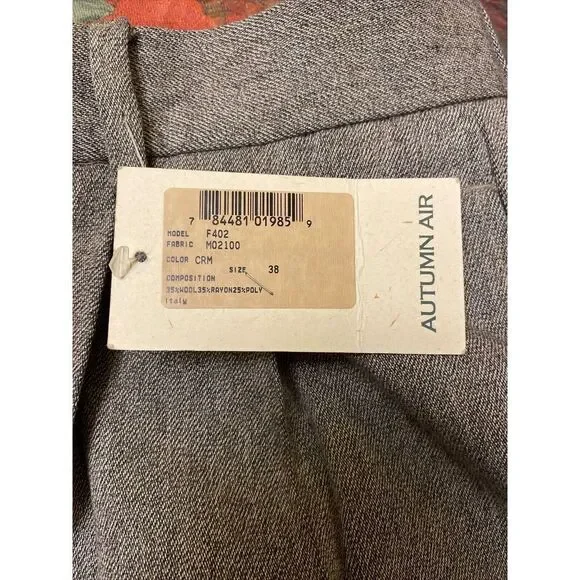 7 84481 01985 9
MODEL F402
FABRIC M02100
COLOR CRM
SIZE 38
COMPOSITION
35%WOOL35%RAYON25%POLY
Italy
AUTUMN AIR